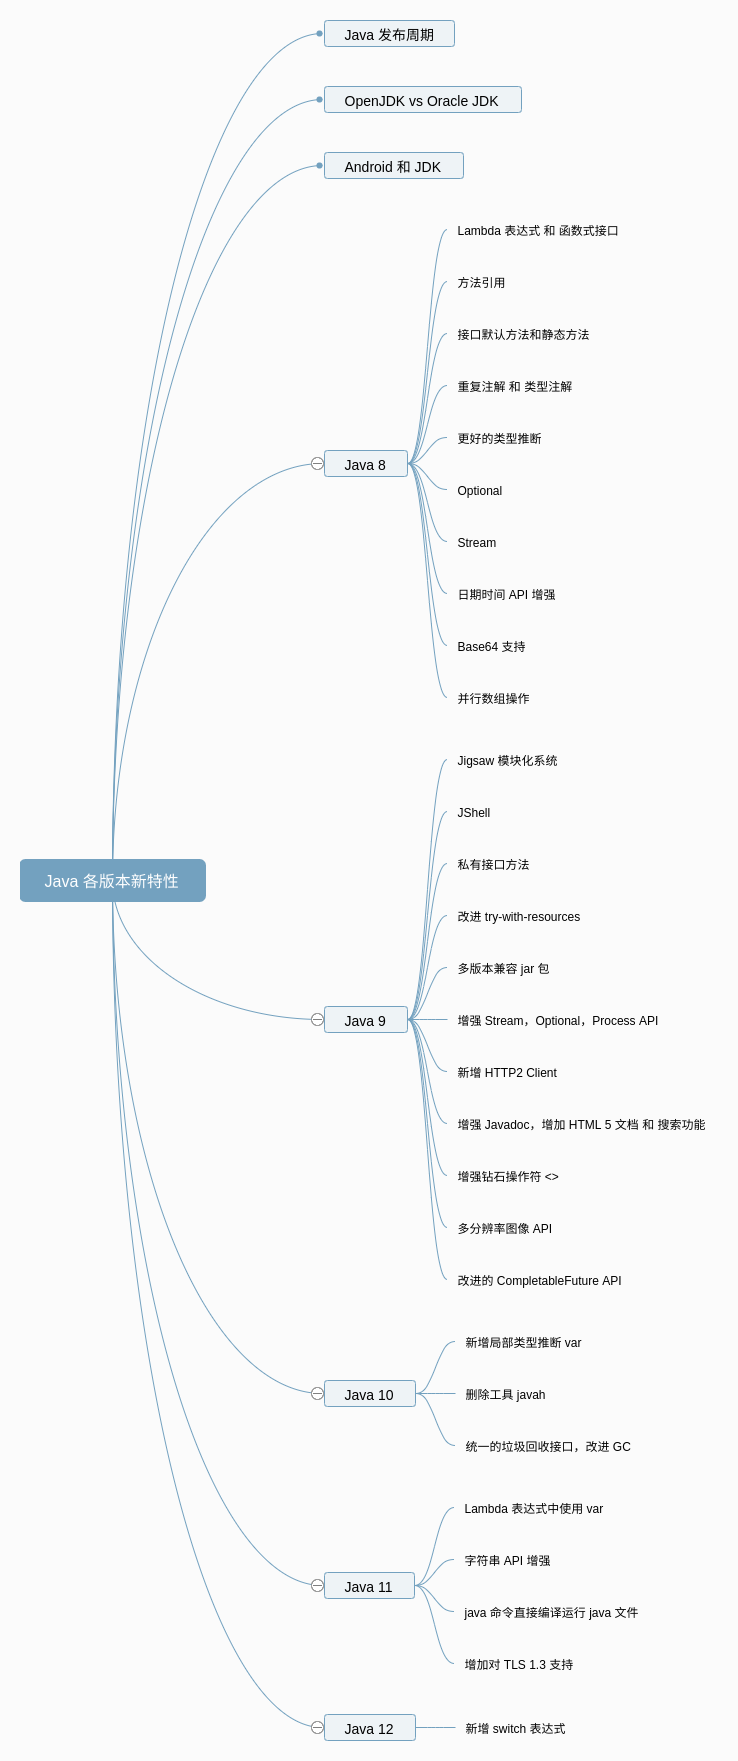 Java 发布周期
OpenJDK vs Oracle JDK
Android 和 JDK
Lambda 表达式 和 函数式接口
方法引用
接口默认方法和静态方法
重复注解 和 类型注解
更好的类型推断
Java 8
Optional
Stream
日期时间 API 增强
Base64 支持
并行数组操作
Jigsaw 模块化系统
JShell
私有接口方法
Java 各版本新特性
改进 try-with-resources
多版本兼容 jar 包
Java 9
增强 Stream，Optional，Process API
新增 HTTP2 Client
增强 Javadoc，增加 HTML 5 文档 和 搜索功能
增强钻石操作符 <>
多分辨率图像 API
改进的 CompletableFuture API
新增局部类型推断 var
Java 10
删除工具 javah
统一的垃圾回收接口，改进 GC
Lambda 表达式中使用 var
字符串 API 增强
Java 11
java 命令直接编译运行 java 文件
增加对 TLS 1.3 支持
Java 12
新增 switch 表达式